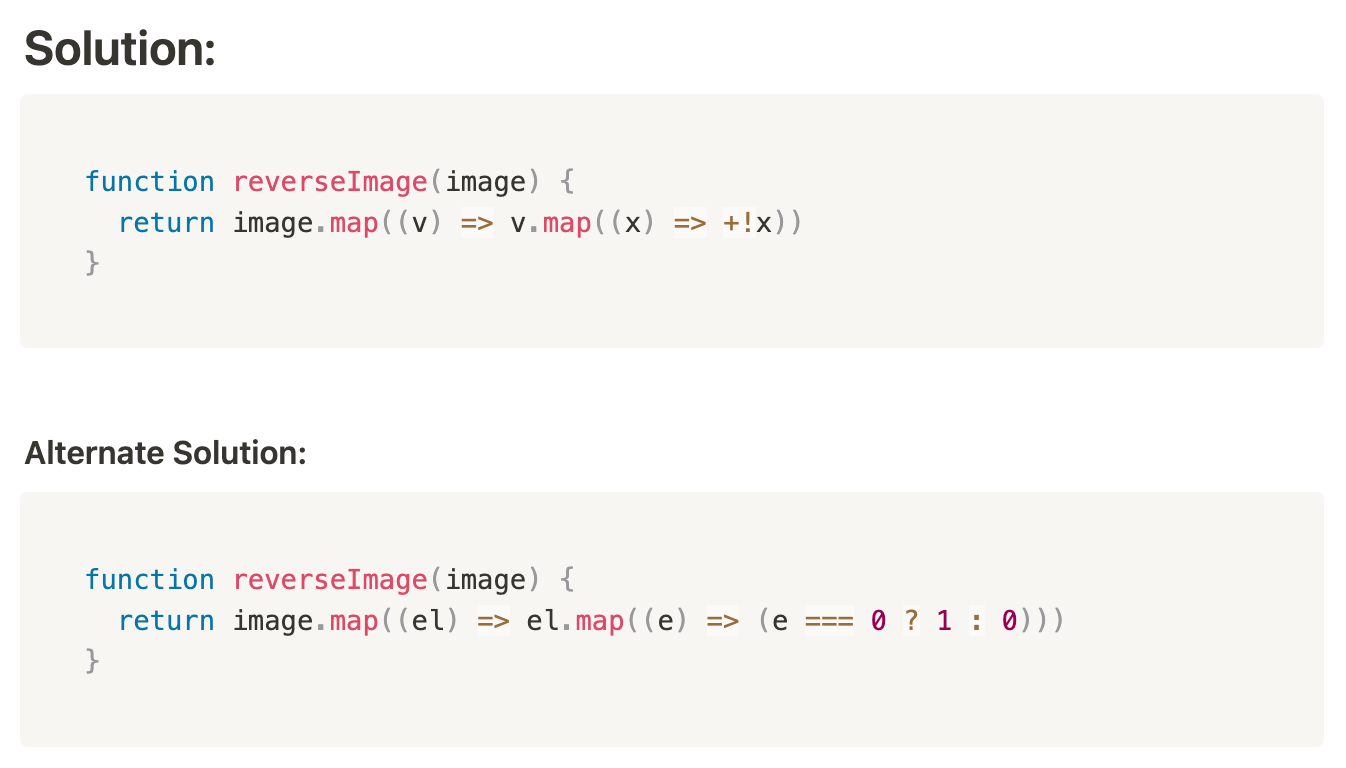 Solution:
function reverseImage(image) {
  return image.map((v) => v.map((x) => +!x))
}
Alternate Solution:
function reverseImage(image) {
  return image.map((el) => el.map((e) => (e === 0 ? 1 : 0)))
}